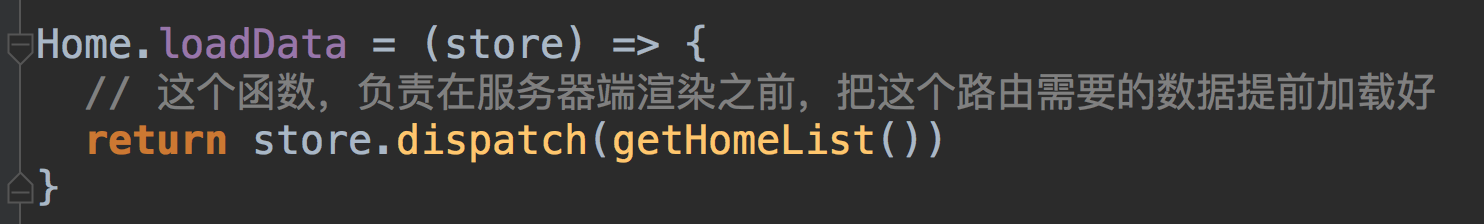 Home.loadData = (store) => {
  // 这个函数，负责在服务器端渲染之前，把这个路由需要的数据提前加载好
  return store.dispatch(getHomeList())
}